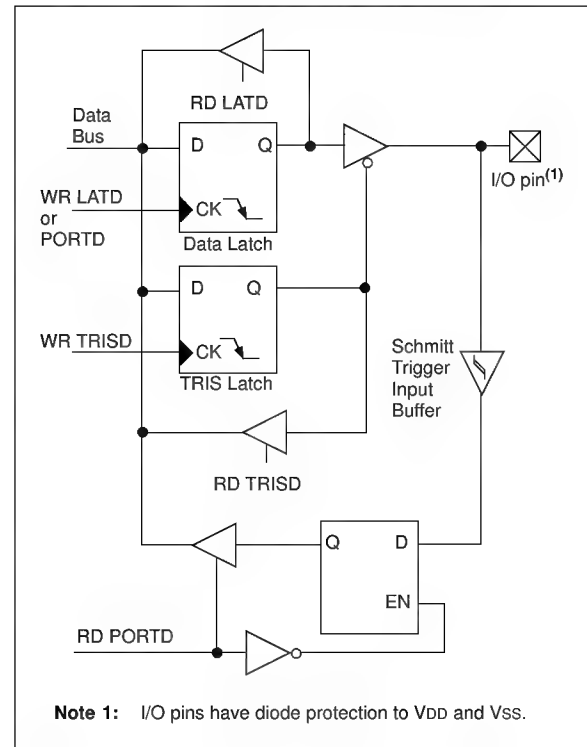 RD LATD
Data
Bus
D Q
I/O pin(1)
WR LATD
or
PORTD
CK
Data Latch
D Q
WR TRISD
CK
TRIS Latch
Schmitt
Trigger
Input
Buffer
RD TRISD
Q D
EN
RD PORTD
Note 1: I/O pins have diode protection to VDD and VSS.